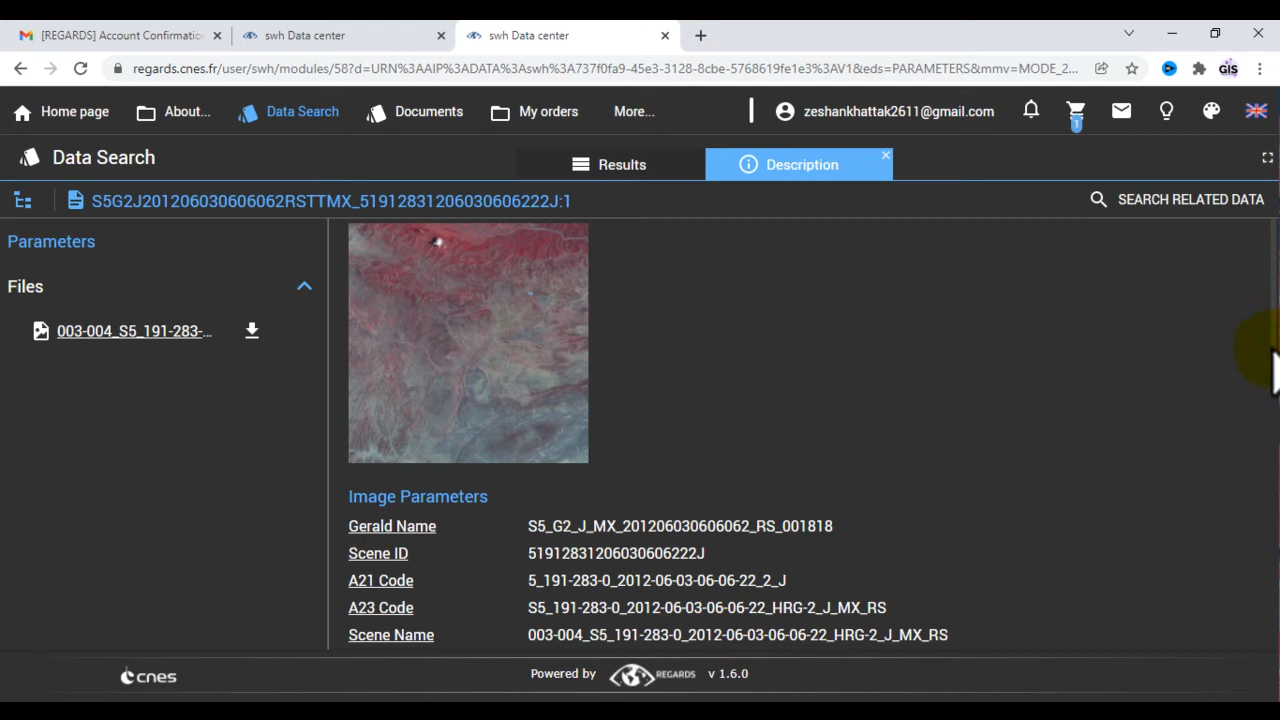 [REGARDS] Account Confirmation
swh Data center
swh Data center
regards.cnes.fr/user/swh/modules/58?d=URN%3AAIP%3ADATA%3Aswh%3A737f0fa9-45e3-3128-8cbe-5768619fe1e3%3AV1&eds=PARAMETERS&mmv=MODE_2...
GIS
Home page
About...
Data Search
Documents
My orders
More...
zeshankhattak2611@gmail.com
1
Data Search
Results
Description
S5G2J201206030606062RSTTMX_51912831206030606222J:1
SEARCH RELATED DATA
Parameters
Files
003-004_S5_191-283-...
Image Parameters
Gerald Name S5_G2_J_MX_201206030606062_RS_001818
Scene ID 51912831206030606222J
A21 Code 5_191-283-0_2012-06-03-06-06-22_2_J
A23 Code S5_191-283-0_2012-06-03-06-06-22_HRG-2_J_MX_RS
Scene Name 003-004_S5_191-283-0_2012-06-03-06-06-22_HRG-2_J_MX_RS
cnes
Powered by REGARDS v 1.6.0